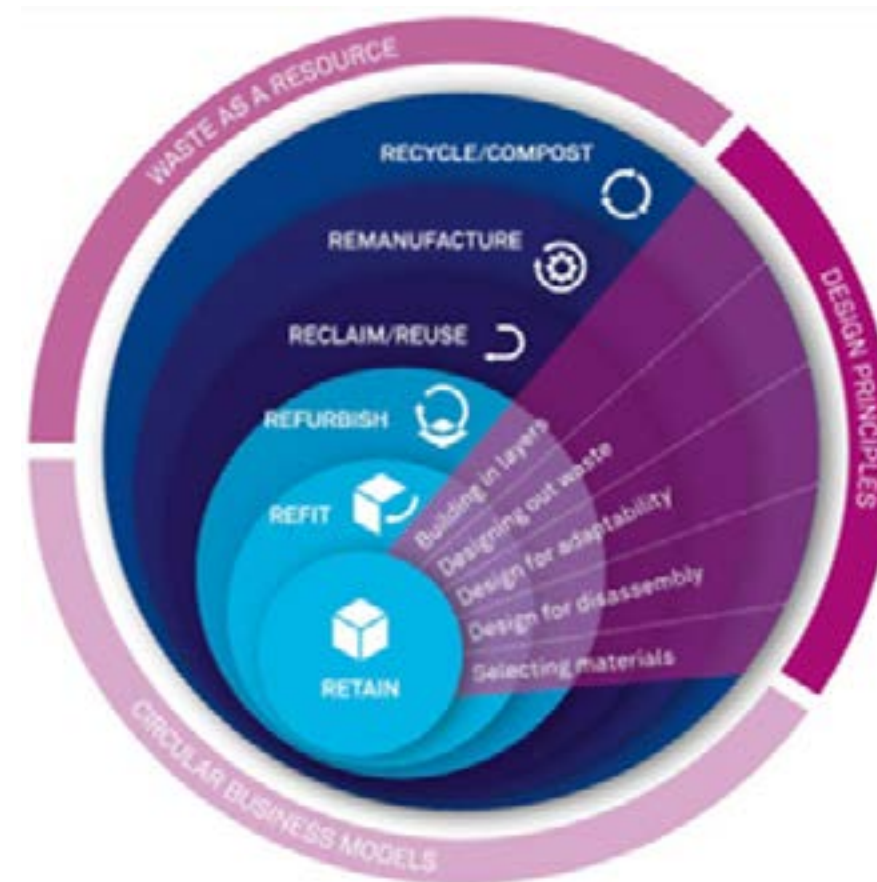 WASTE AS A RESOURCE
DESIGN PRINCIPLES
CIRCULAR BUSINESS MODELS
RECYCLE/COMPOST
REMANUFACTURE
RECLAIM/REUSE
REFURBISH
REFIT
RETAIN
Building in layers
Designing out waste
Design for adaptability
Design for disassembly
Selecting materials